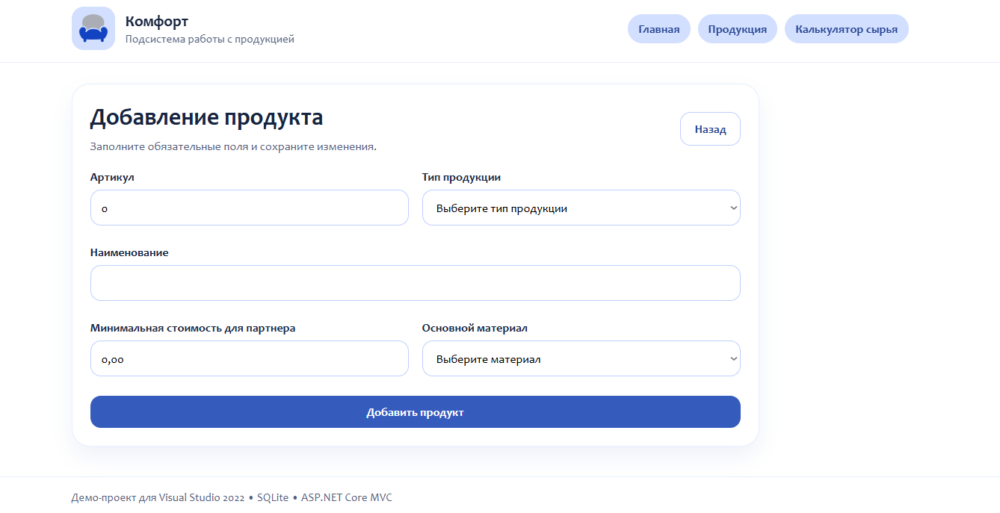 Комфорт
Подсистема работы с продукцией
Главная
Продукция
Калькулятор сырья
Добавление продукта
Заполните обязательные поля и сохраните изменения.
Назад
Артикул
Тип продукции
0
Выберите тип продукции
Наименование
Минимальная стоимость для партнера
Основной материал
0,00
Выберите материал
Добавить продукт
Демо-проект для Visual Studio 2022 • SQLite • ASP.NET Core MVC